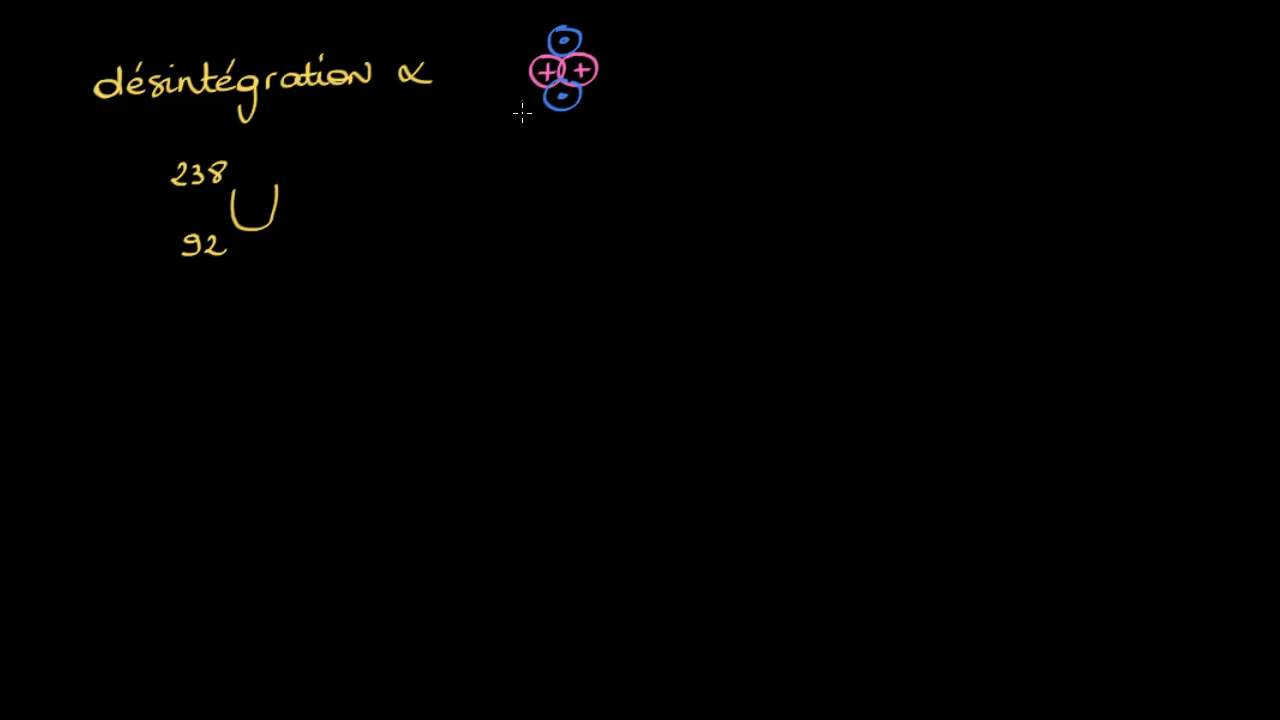 désintégration α
+ +
238
U
92